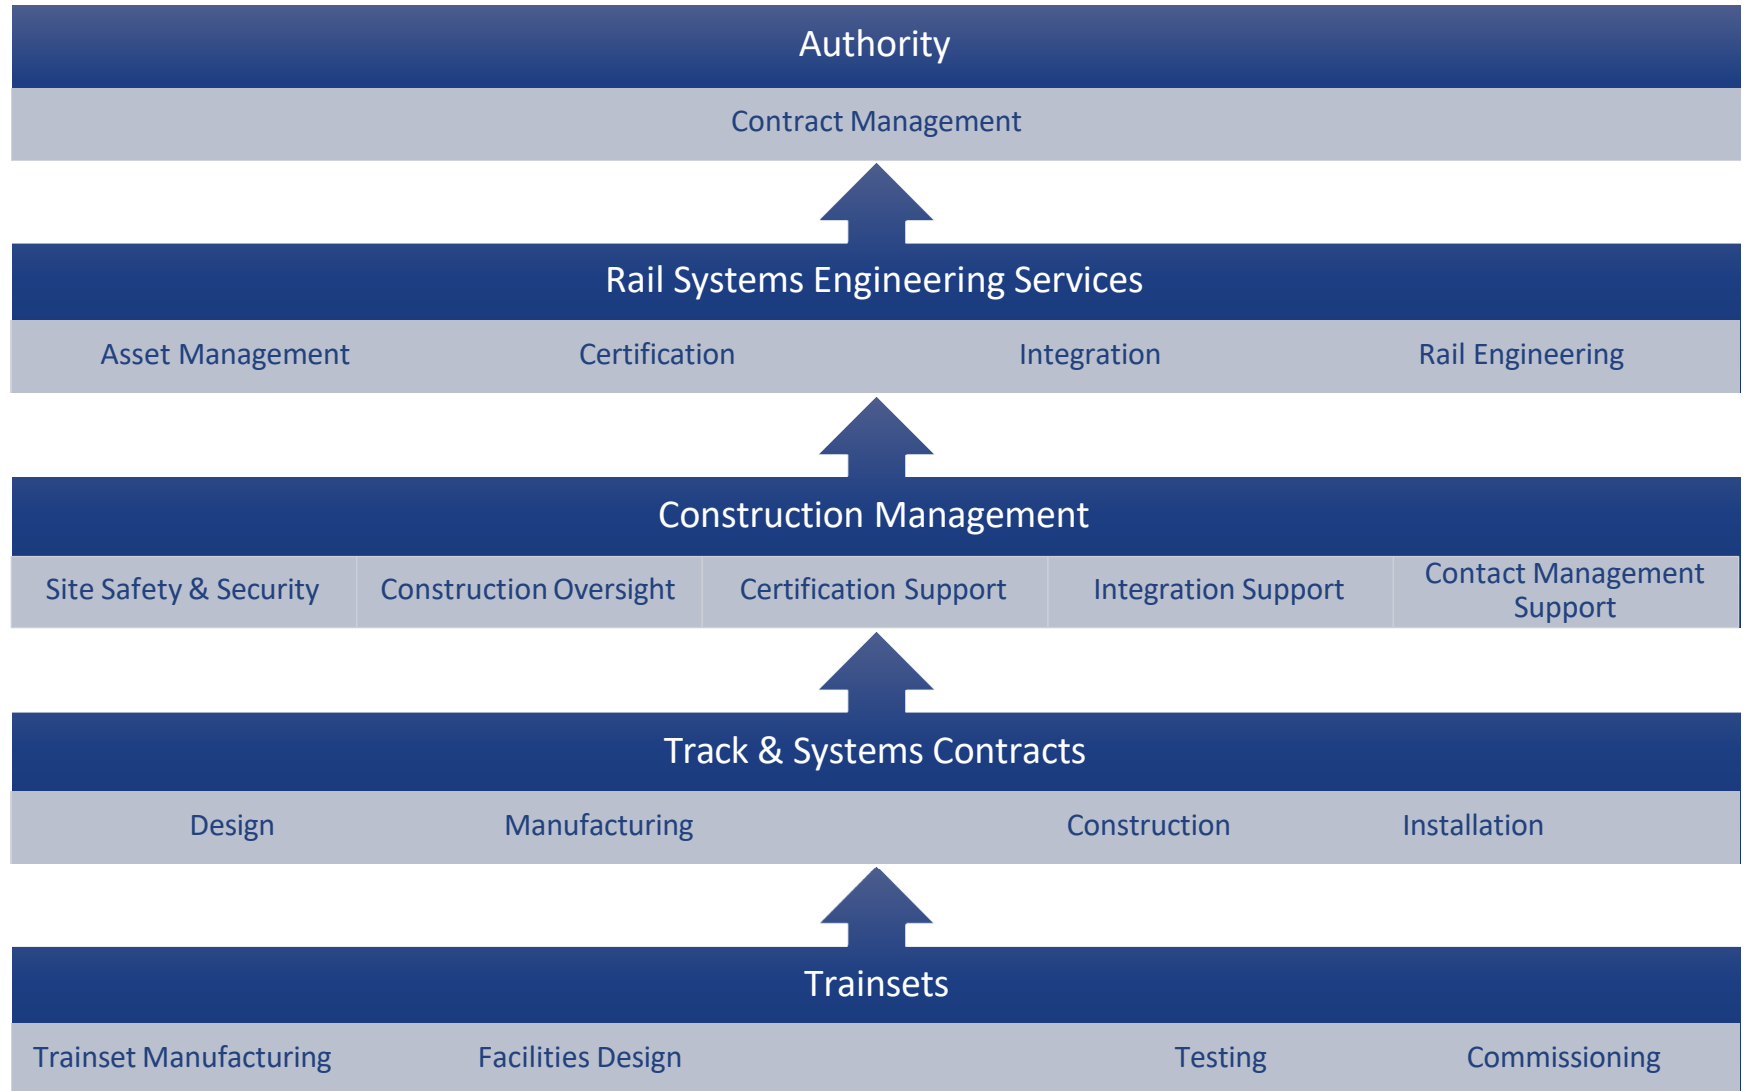 Authority
Contract Management
Rail Systems Engineering Services
Asset Management Certification Integration Rail Engineering
Construction Management
Site Safety & Security Construction Oversight Certification Support Integration Support Contact Management Support
Track & Systems Contracts
Design Manufacturing Construction Installation
Trainsets
Trainset Manufacturing Facilities Design Testing Commissioning